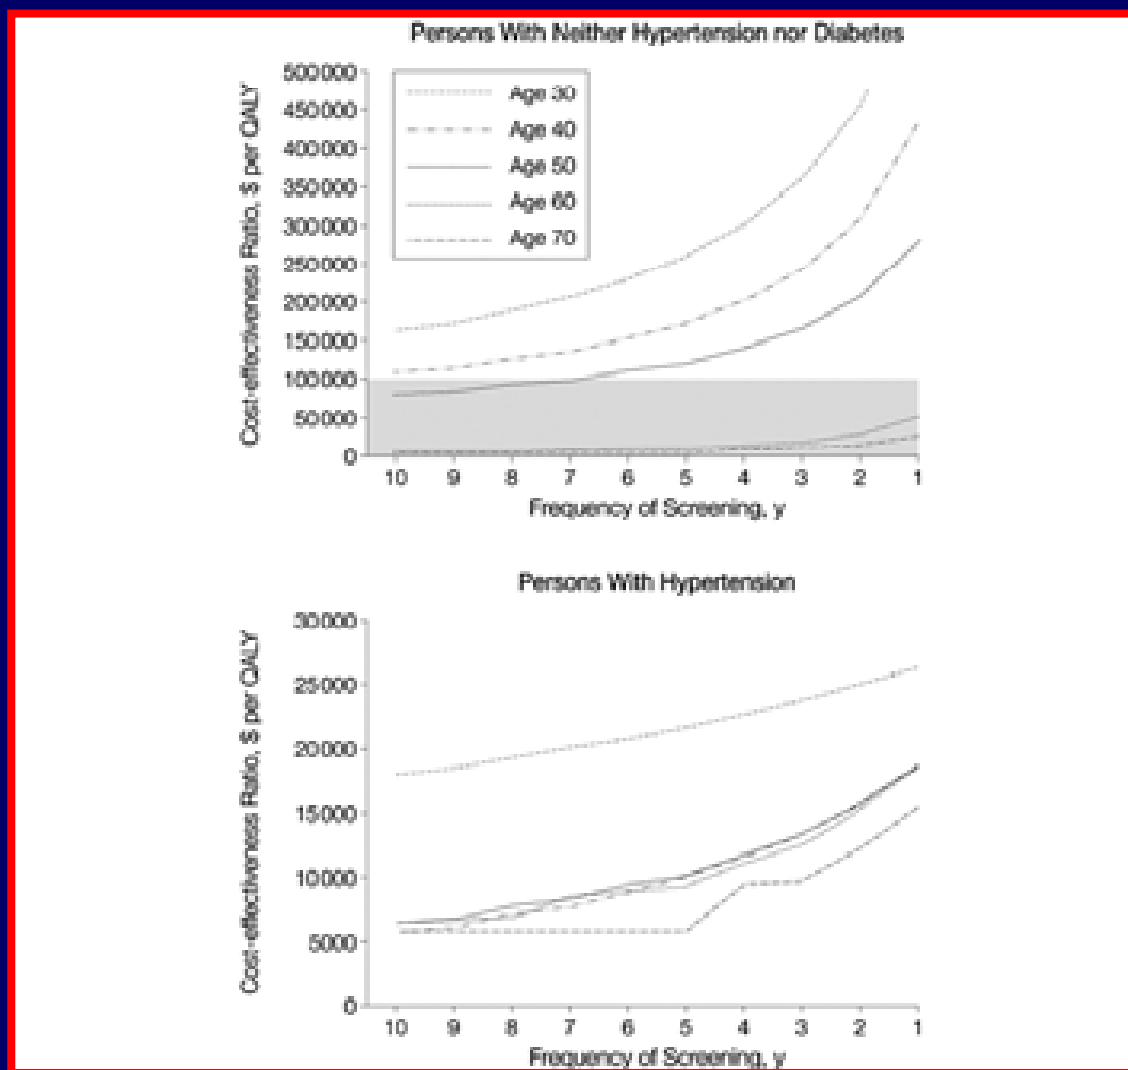 Persons With Neither Hypertension nor Diabetes
Cost-effectiveness Ratio, $ per QALY
500000
450000
400000
350000
300000
250000
200000
150000
100000
50000
0
Age 30
Age 40
Age 50
Age 60
Age 70
10 9 8 7 6 5 4 3 2 1
Frequency of Screening, y
Persons With Hypertension
Cost-effectiveness Ratio, $ per QALY
30000
25000
20000
15000
10000
5000
0
10 9 8 7 6 5 4 3 2 1
Frequency of Screening, y